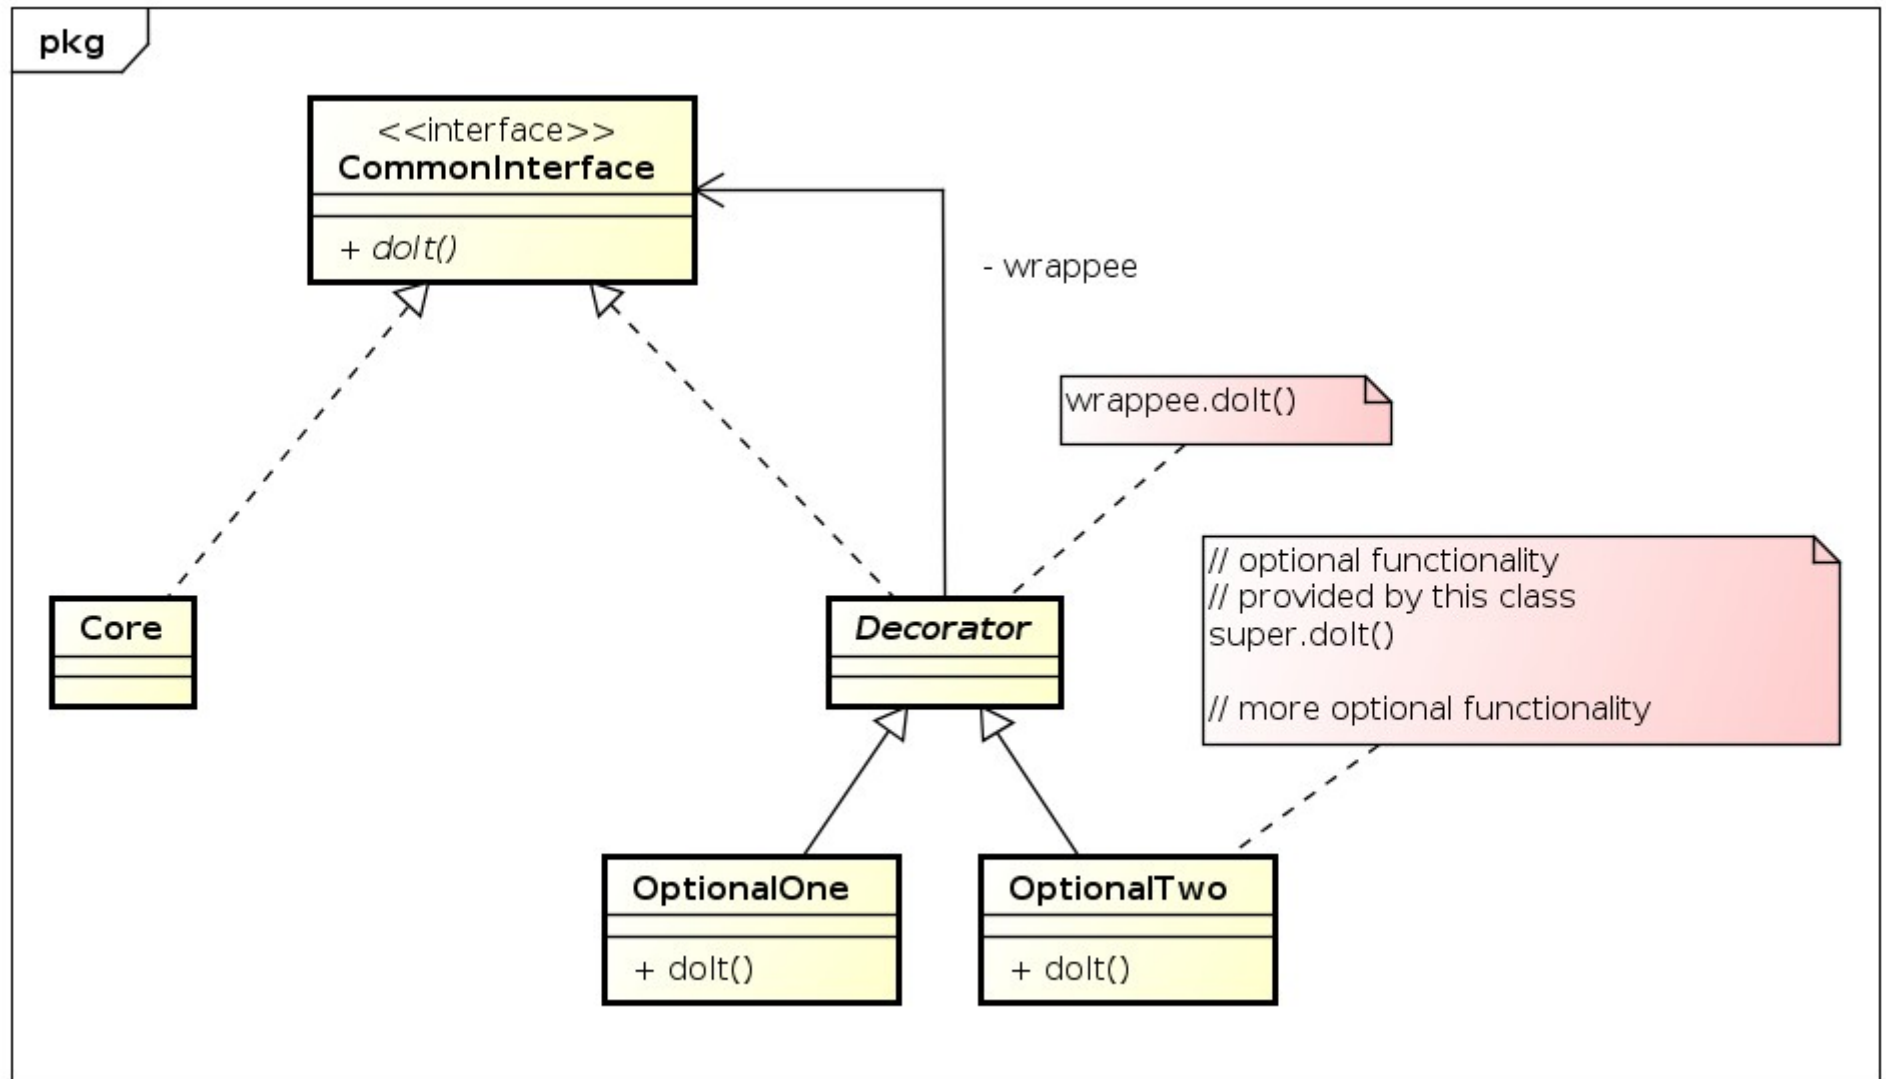 pkg
<<interface>>
CommonInterface
+ doIt()
- wrappee
wrappee.doIt()
// optional functionality
// provided by this class
super.doIt()
// more optional functionality
Core
Decorator
OptionalOne
+ doIt()
OptionalTwo
+ doIt()